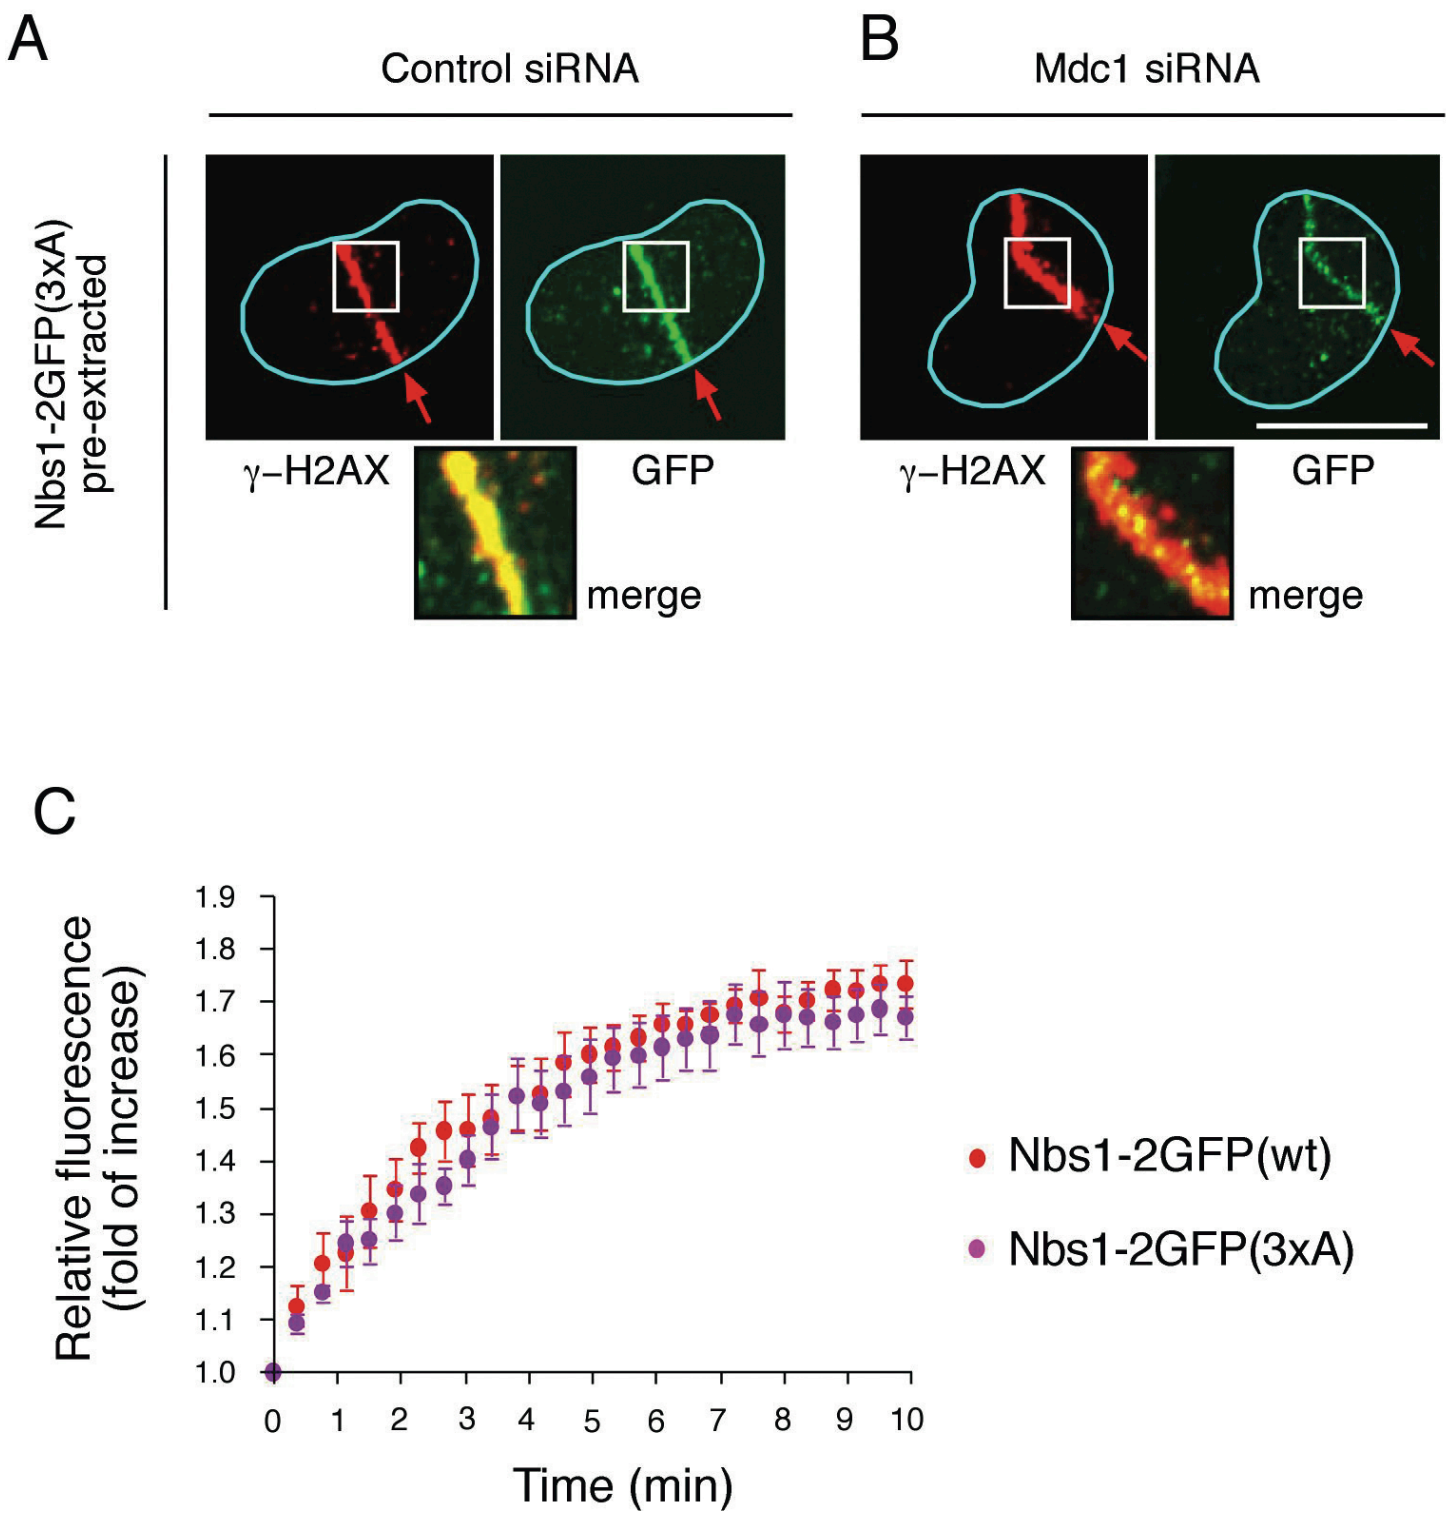 A
Control siRNA
B
Mdc1 siRNA
Nbs1-2GFP(3xA)
pre-extracted
γ–H2AX
GFP
merge
γ–H2AX
GFP
merge
C
Relative fluorescence
(fold of increase)
1.9
1.8
1.7
1.6
1.5
1.4
1.3
1.2
1.1
1.0
0 1 2 3 4 5 6 7 8 9 10
Time (min)
Nbs1-2GFP(wt)
Nbs1-2GFP(3xA)